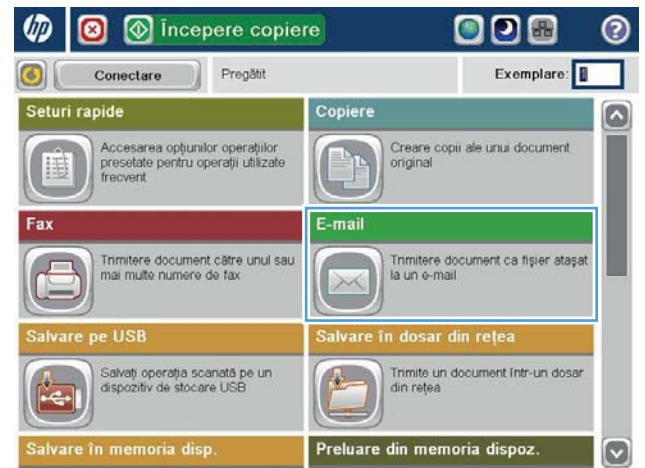 hp
Începere copiere
?
Conectare
Pregătit
Exemplare:
Seturi rapide
Accesarea opțiunilor operațiilor
presetate pentru operații utilizate
frecvent
Copiere
Creare copii ale unui document
original
Fax
Trimitere document către unul sau
mai multe numere de fax
E-mail
Trimitere document ca fișier atașat
la un e-mail
Salvare pe USB
Salvați operația scanată pe un
dispozitiv de stocare USB
Salvare în dosar din rețea
Trimite un document într-un dosar
din rețea
Salvare în memoria disp.
Preluare din memoria dispoz.